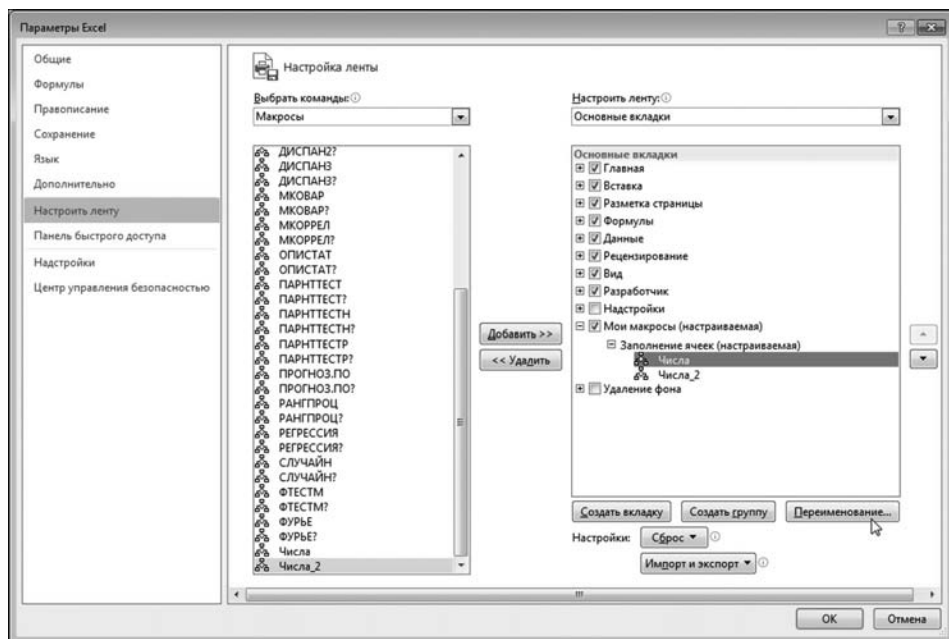 Параметры Excel
Общие
Формулы
Правописание
Сохранение
Язык
Дополнительно
Настроить ленту
Панель быстрого доступа
Надстройки
Центр управления безопасностью
Настройка ленты
Выбрать команды:
Макросы
ДИСПАН2?
ДИСПАН3
ДИСПАН3?
МКОВАР
МКОВАР?
МКОРРЕЛ
МКОРРЕЛ?
ОПИСТАТ
ОПИСТАТ?
ПАРНТТЕСТ
ПАРНТТЕСТ?
ПАРНТТЕСТН
ПАРНТТЕСТН?
ПАРНТТЕСТР
ПАРНТТЕСТР?
ПРОГНОЗ.ПО
ПРОГНОЗ.ПО?
РАНГПРОЦ
РАНГПРОЦ?
РЕГРЕССИЯ
РЕГРЕССИЯ?
СЛУЧАЙН
СЛУЧАЙН?
ФТЕСТМ
ФТЕСТМ?
ФУРЬЕ
ФУРЬЕ?
Числа
Числа_2
Добавить >>
<< Удалить
Настроить ленту:
Основные вкладки
Основные вкладки
Главная
Вставка
Разметка страницы
Формулы
Данные
Рецензирование
Вид
Разработчик
Надстройки
Мои макросы (настраиваемая)
Заполнение ячеек (настраиваемая)
Числа
Числа_2
Удаление фона
Создать вкладку Создать группу Переименование...
Настройки: Сброс
Импорт и экспорт
ОК Отмена